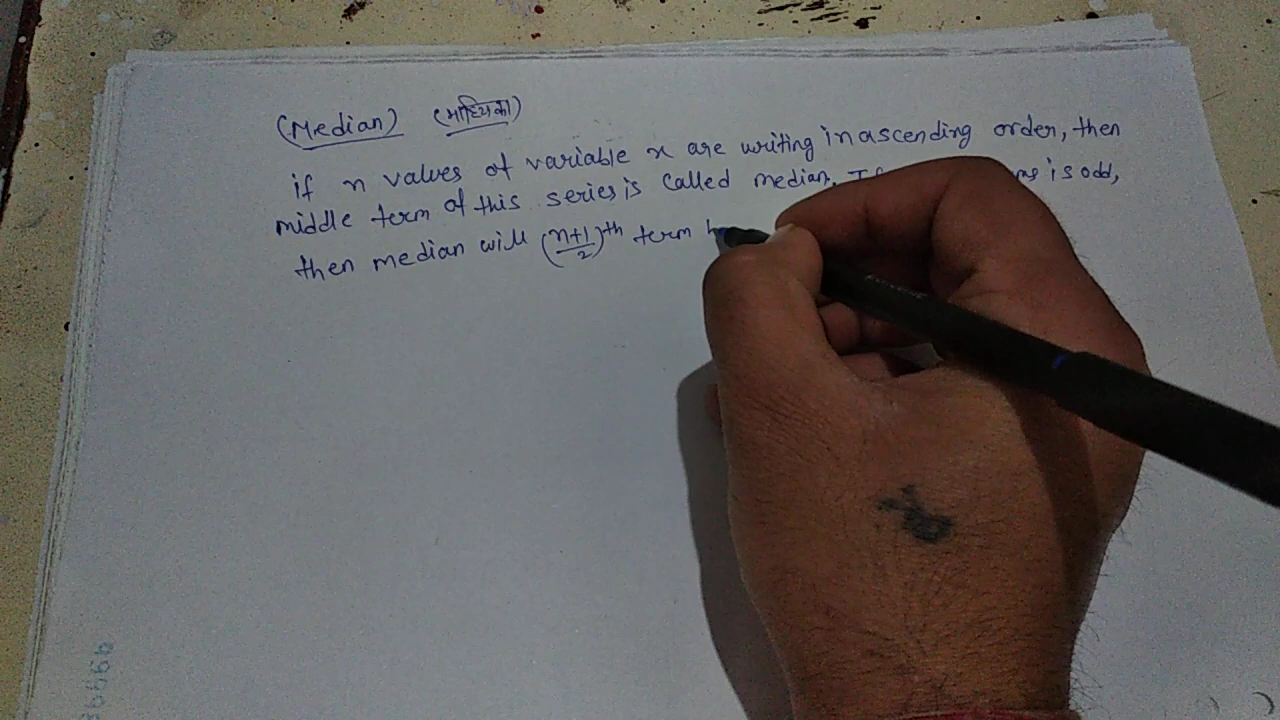 (Median) (माध्यिका)
if n values of variable x are writing in ascending order, then
middle term of this series is called median. If is odd,
then median will (n+1/2)th term